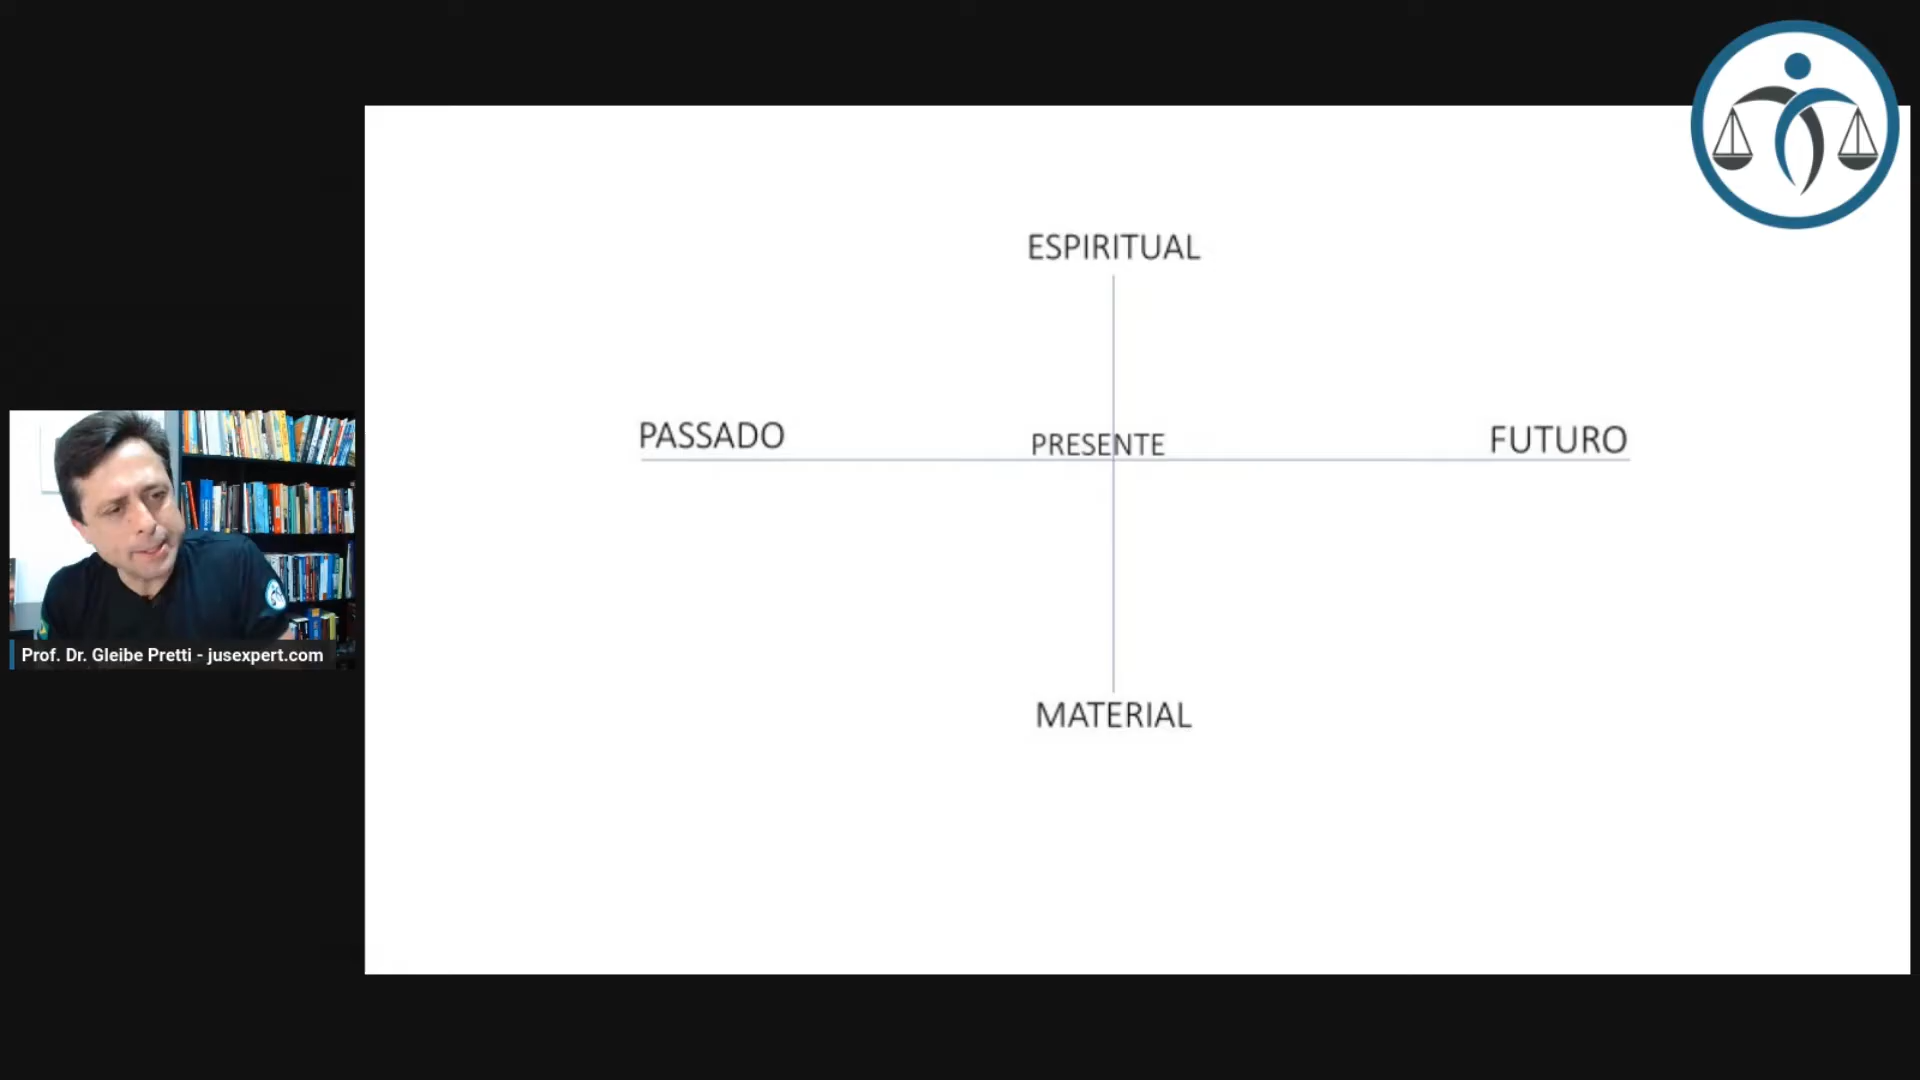 ESPIRITUAL
PASSADO
PRESENTE
FUTURO
MATERIAL
Prof. Dr. Gleibe Pretti - jusexpert.com